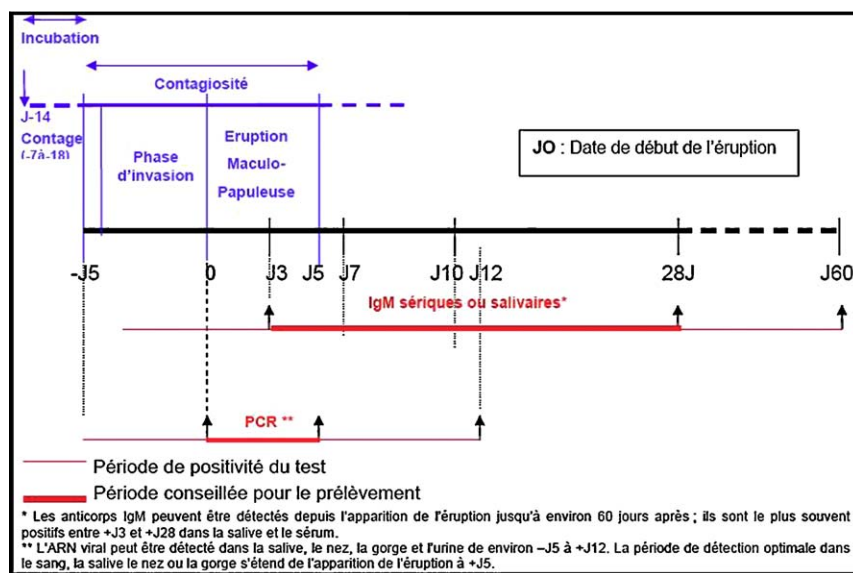 Incubation
Contagiosité
J-14
Contage
(-7à-18)
Phase
d'invasion
Eruption
Maculo-
Papuleuse
JO : Date de début de l'éruption
-J5 0 J3 J5 J7 J10 J12 28J J60
IgM sériques ou salivaires*
PCR **
Période de positivité du test
Période conseillée pour le prélèvement
* Les anticorps IgM peuvent être détectés depuis l'apparition de l'éruption jusqu'à environ 60 jours après ; ils sont le plus souvent
positifs entre +J3 et +J28 dans la salive et le sérum.
** L'ARN viral peut être détecté dans la salive, le nez, la gorge et l'urine de environ –J5 à +J12. La période de détection optimale dans
le sang, la salive le nez ou la gorge s'étend de l'apparition de l'éruption à +J5.